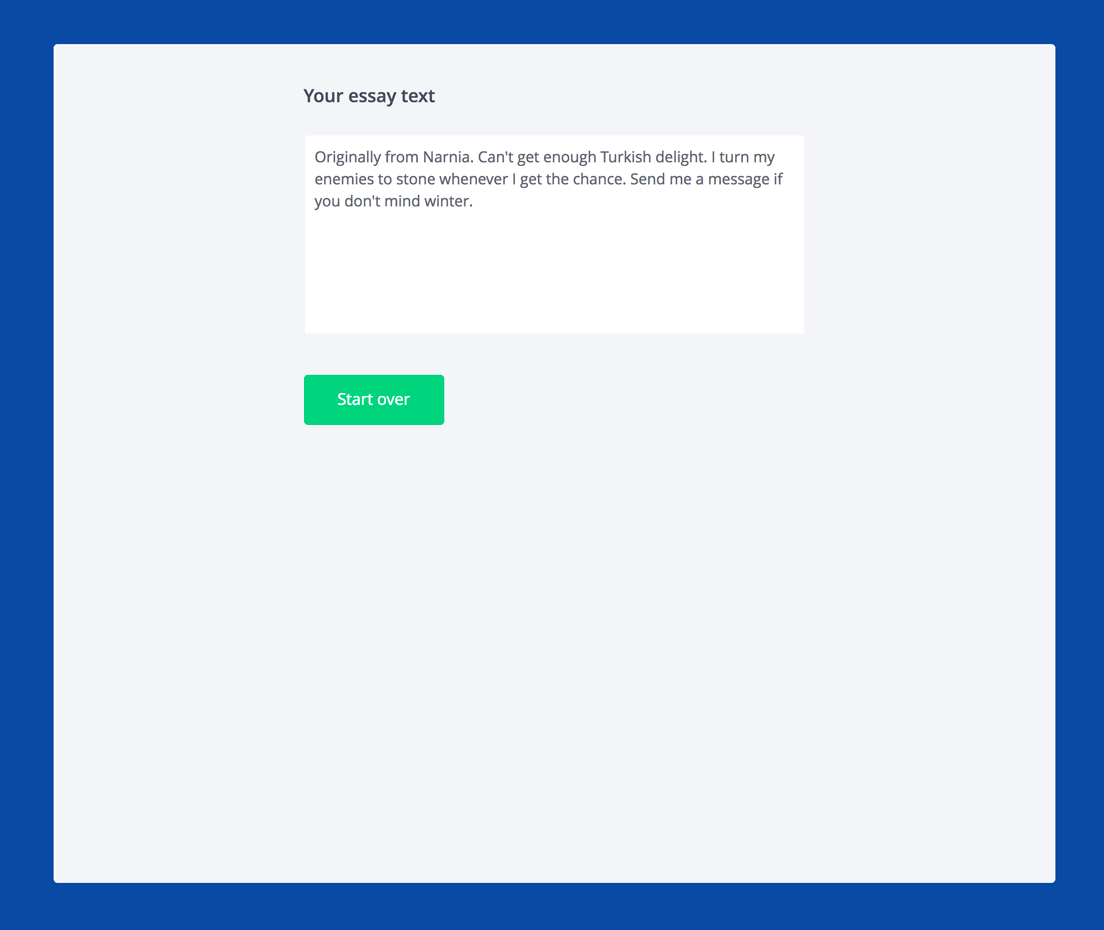 Your essay text
Originally from Narnia. Can't get enough Turkish delight. I turn my
enemies to stone whenever I get the chance. Send me a message if
you don't mind winter.
Start over